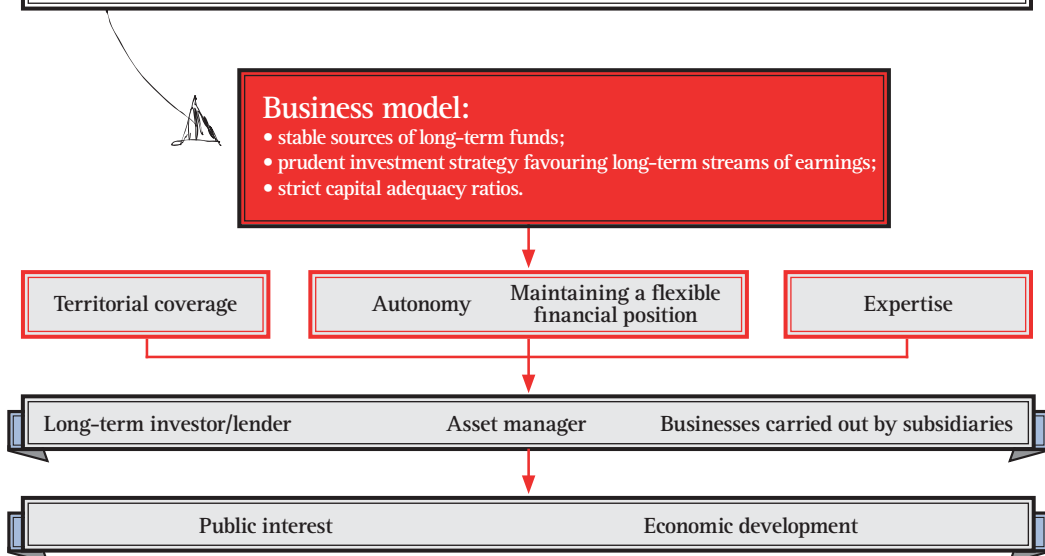 Business model:
• stable sources of long-term funds;
• prudent investment strategy favouring long-term streams of earnings;
• strict capital adequacy ratios.
Territorial coverage
Autonomy
Maintaining a flexible
financial position
Expertise
Long-term investor/lender
Asset manager
Businesses carried out by subsidiaries
Public interest
Economic development